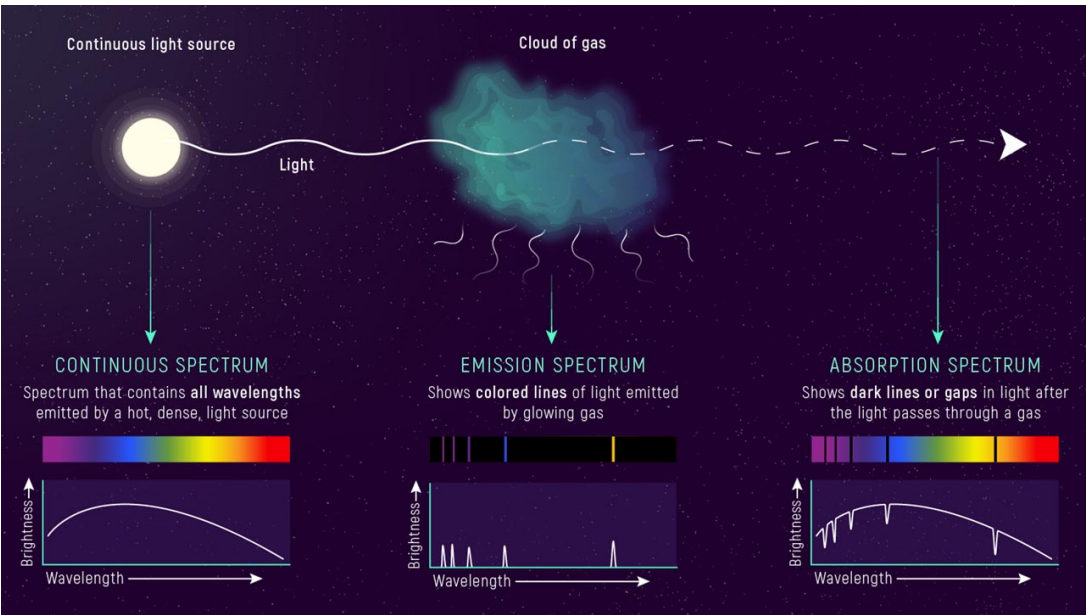 Continuous light source
Cloud of gas
Light
CONTINUOUS SPECTRUM
Spectrum that contains all wavelengths
emitted by a hot, dense, light source
Brightness
Wavelength
EMISSION SPECTRUM
Shows colored lines of light emitted
by glowing gas
Brightness
Wavelength
ABSORPTION SPECTRUM
Shows dark lines or gaps in light after
the light passes through a gas
Brightness
Wavelength